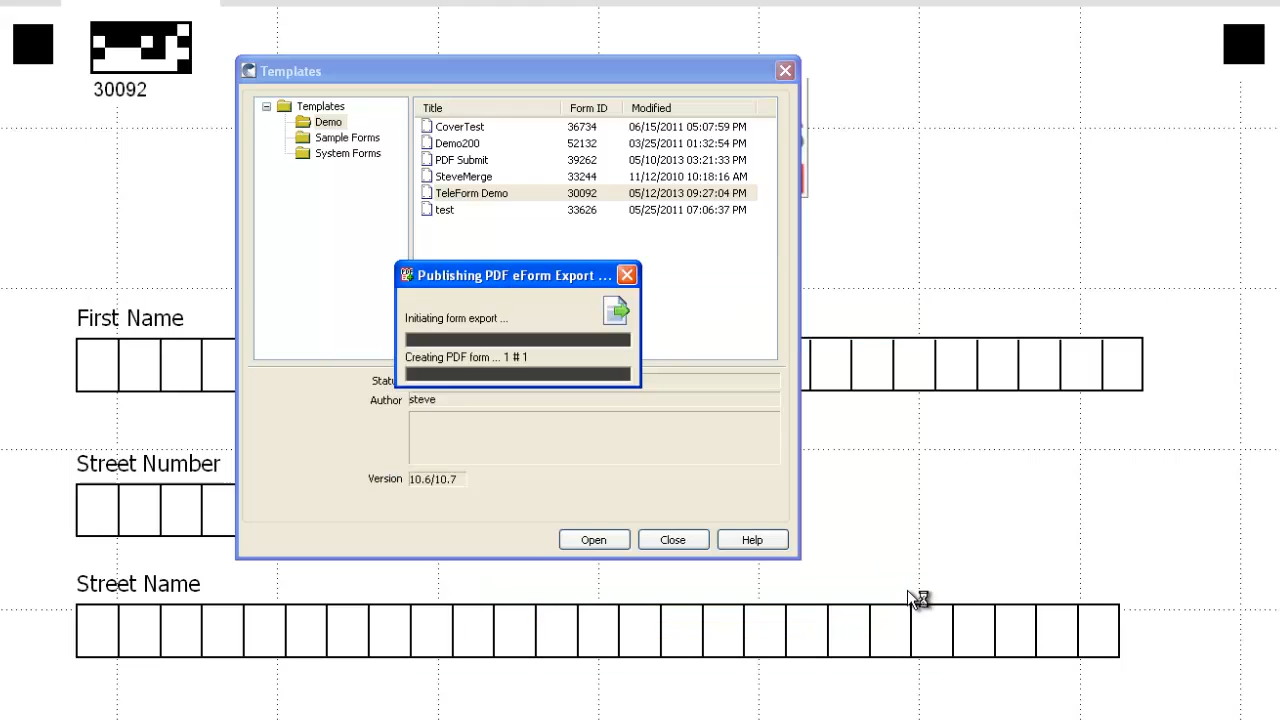 30092
Templates
Templates
Demo
Sample Forms
System Forms
Title Form ID Modified
CoverTest 36734 06/15/2011 05:07:59 PM
Demo200 52132 03/25/2011 01:32:54 PM
PDF Submit 39262 05/10/2013 03:21:33 PM
SteveMerge 33244 11/12/2010 10:18:16 AM
TeleForm Demo 30092 05/12/2013 09:27:04 PM
test 33626 05/25/2011 07:06:37 PM
Publishing PDF eForm Export ...
Initiating form export ...
Creating PDF form ... 1 # 1
Author steve
Version 10.6/10.7
Open Close Help
First Name
Street Number
Street Name